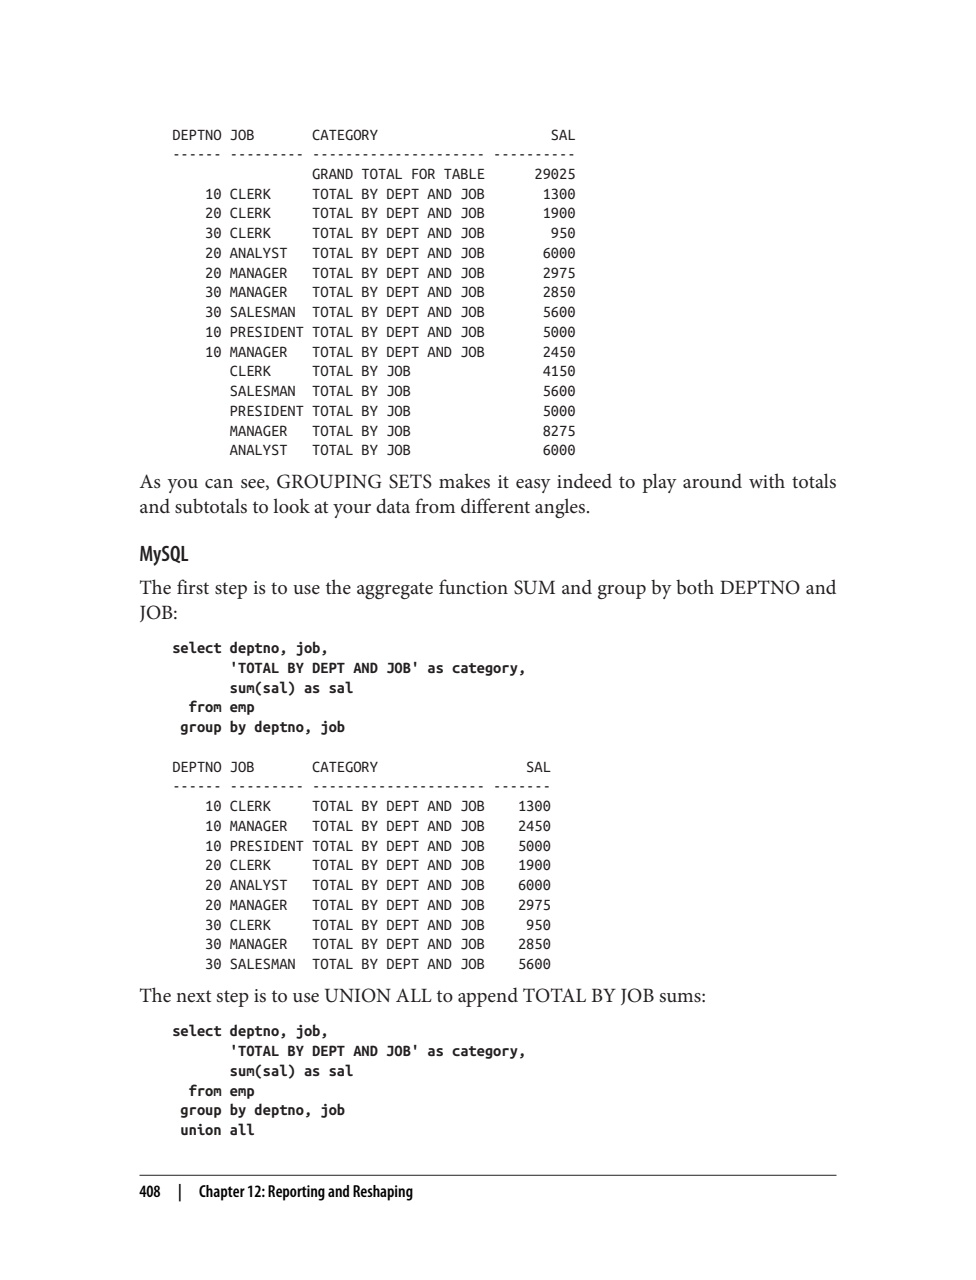 DEPTNO JOB       CATEGORY                     SAL
------ --------- --------------------- ----------
                 GRAND TOTAL FOR TABLE      29025
    10 CLERK     TOTAL BY DEPT AND JOB       1300
    20 CLERK     TOTAL BY DEPT AND JOB       1900
    30 CLERK     TOTAL BY DEPT AND JOB        950
    20 ANALYST   TOTAL BY DEPT AND JOB       6000
    20 MANAGER   TOTAL BY DEPT AND JOB       2975
    30 MANAGER   TOTAL BY DEPT AND JOB       2850
    30 SALESMAN  TOTAL BY DEPT AND JOB       5600
    10 PRESIDENT TOTAL BY DEPT AND JOB       5000
    10 MANAGER   TOTAL BY DEPT AND JOB       2450
       CLERK     TOTAL BY JOB                4150
       SALESMAN  TOTAL BY JOB                5600
       PRESIDENT TOTAL BY JOB                5000
       MANAGER   TOTAL BY JOB                8275
       ANALYST   TOTAL BY JOB                6000
As you can see, GROUPING SETS makes it easy indeed to play around with totals
and subtotals to look at your data from different angles.
MySQL
The first step is to use the aggregate function SUM and group by both DEPTNO and
JOB:
select deptno, job,
       'TOTAL BY DEPT AND JOB' as category,
       sum(sal) as sal
  from emp
 group by deptno, job
DEPTNO JOB       CATEGORY                  SAL
------ --------- --------------------- -------
    10 CLERK     TOTAL BY DEPT AND JOB    1300
    10 MANAGER   TOTAL BY DEPT AND JOB    2450
    10 PRESIDENT TOTAL BY DEPT AND JOB    5000
    20 CLERK     TOTAL BY DEPT AND JOB    1900
    20 ANALYST   TOTAL BY DEPT AND JOB    6000
    20 MANAGER   TOTAL BY DEPT AND JOB    2975
    30 CLERK     TOTAL BY DEPT AND JOB     950
    30 MANAGER   TOTAL BY DEPT AND JOB    2850
    30 SALESMAN  TOTAL BY DEPT AND JOB    5600
The next step is to use UNION ALL to append TOTAL BY JOB sums:
select deptno, job,
       'TOTAL BY DEPT AND JOB' as category,
       sum(sal) as sal
  from emp
 group by deptno, job
 union all
408 | Chapter 12: Reporting and Reshaping